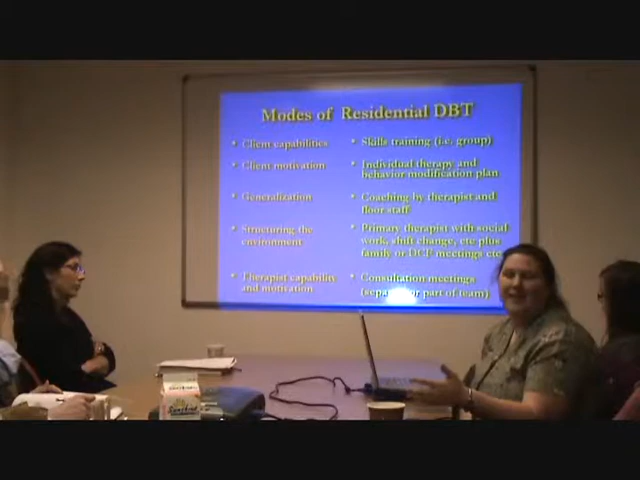 Modes of Residential DBT
• Client capabilities
• Client motivation
• Generalization
• Structuring the
environment
• Therapist capability
and motivation
• Skills training (i.e. group)
• Individual therapy and
behavior modification plan
• Coaching by therapist and
floor staff
• Primary therapist with social
work, shift change, etc plus
family or DCF meetings etc
• Consultation meetings
(separate or part of team)